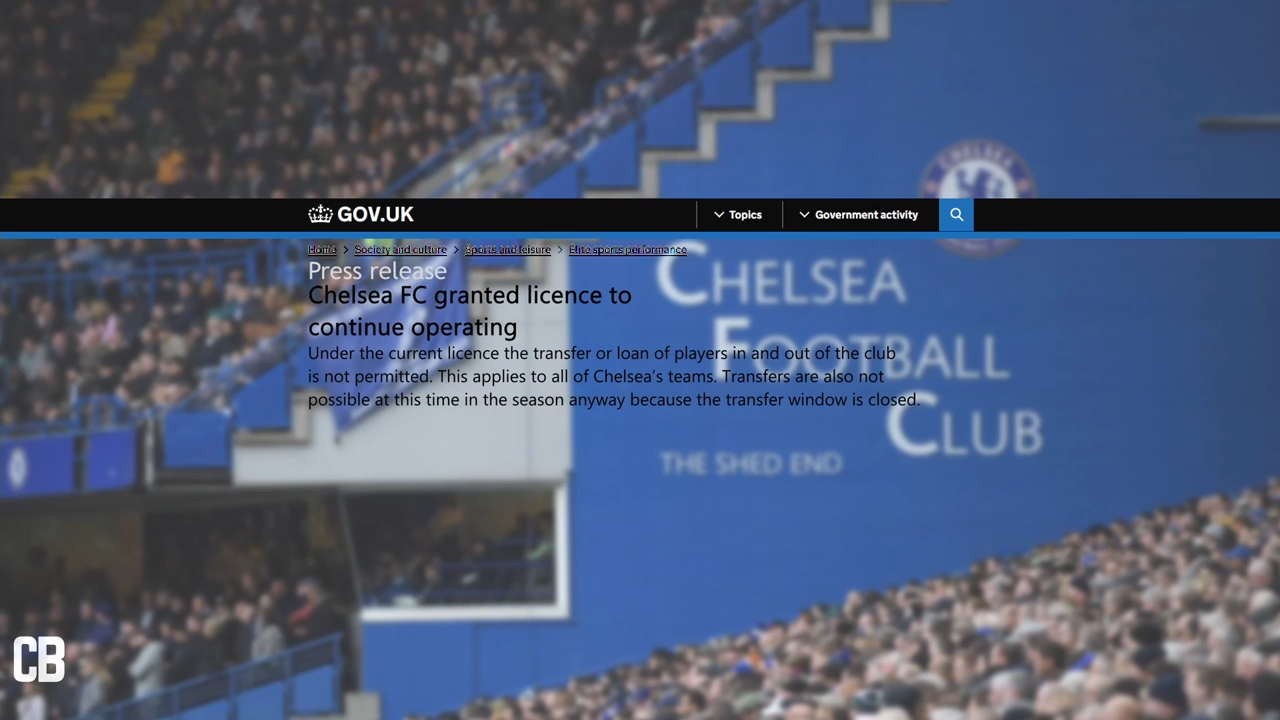 CHELSEA
GOV.UK
Topics
Government activity
Home > Society and culture > Sports and leisure > Elite sports performance
Press release
Chelsea FC granted licence to
continue operating
Under the current licence the transfer or loan of players in and out of the club
is not permitted. This applies to all of Chelsea's teams. Transfers are also not
possible at this time in the season anyway because the transfer window is closed.
CHELSEA
FOOTBALL
CLUB
THE SHED END
CB